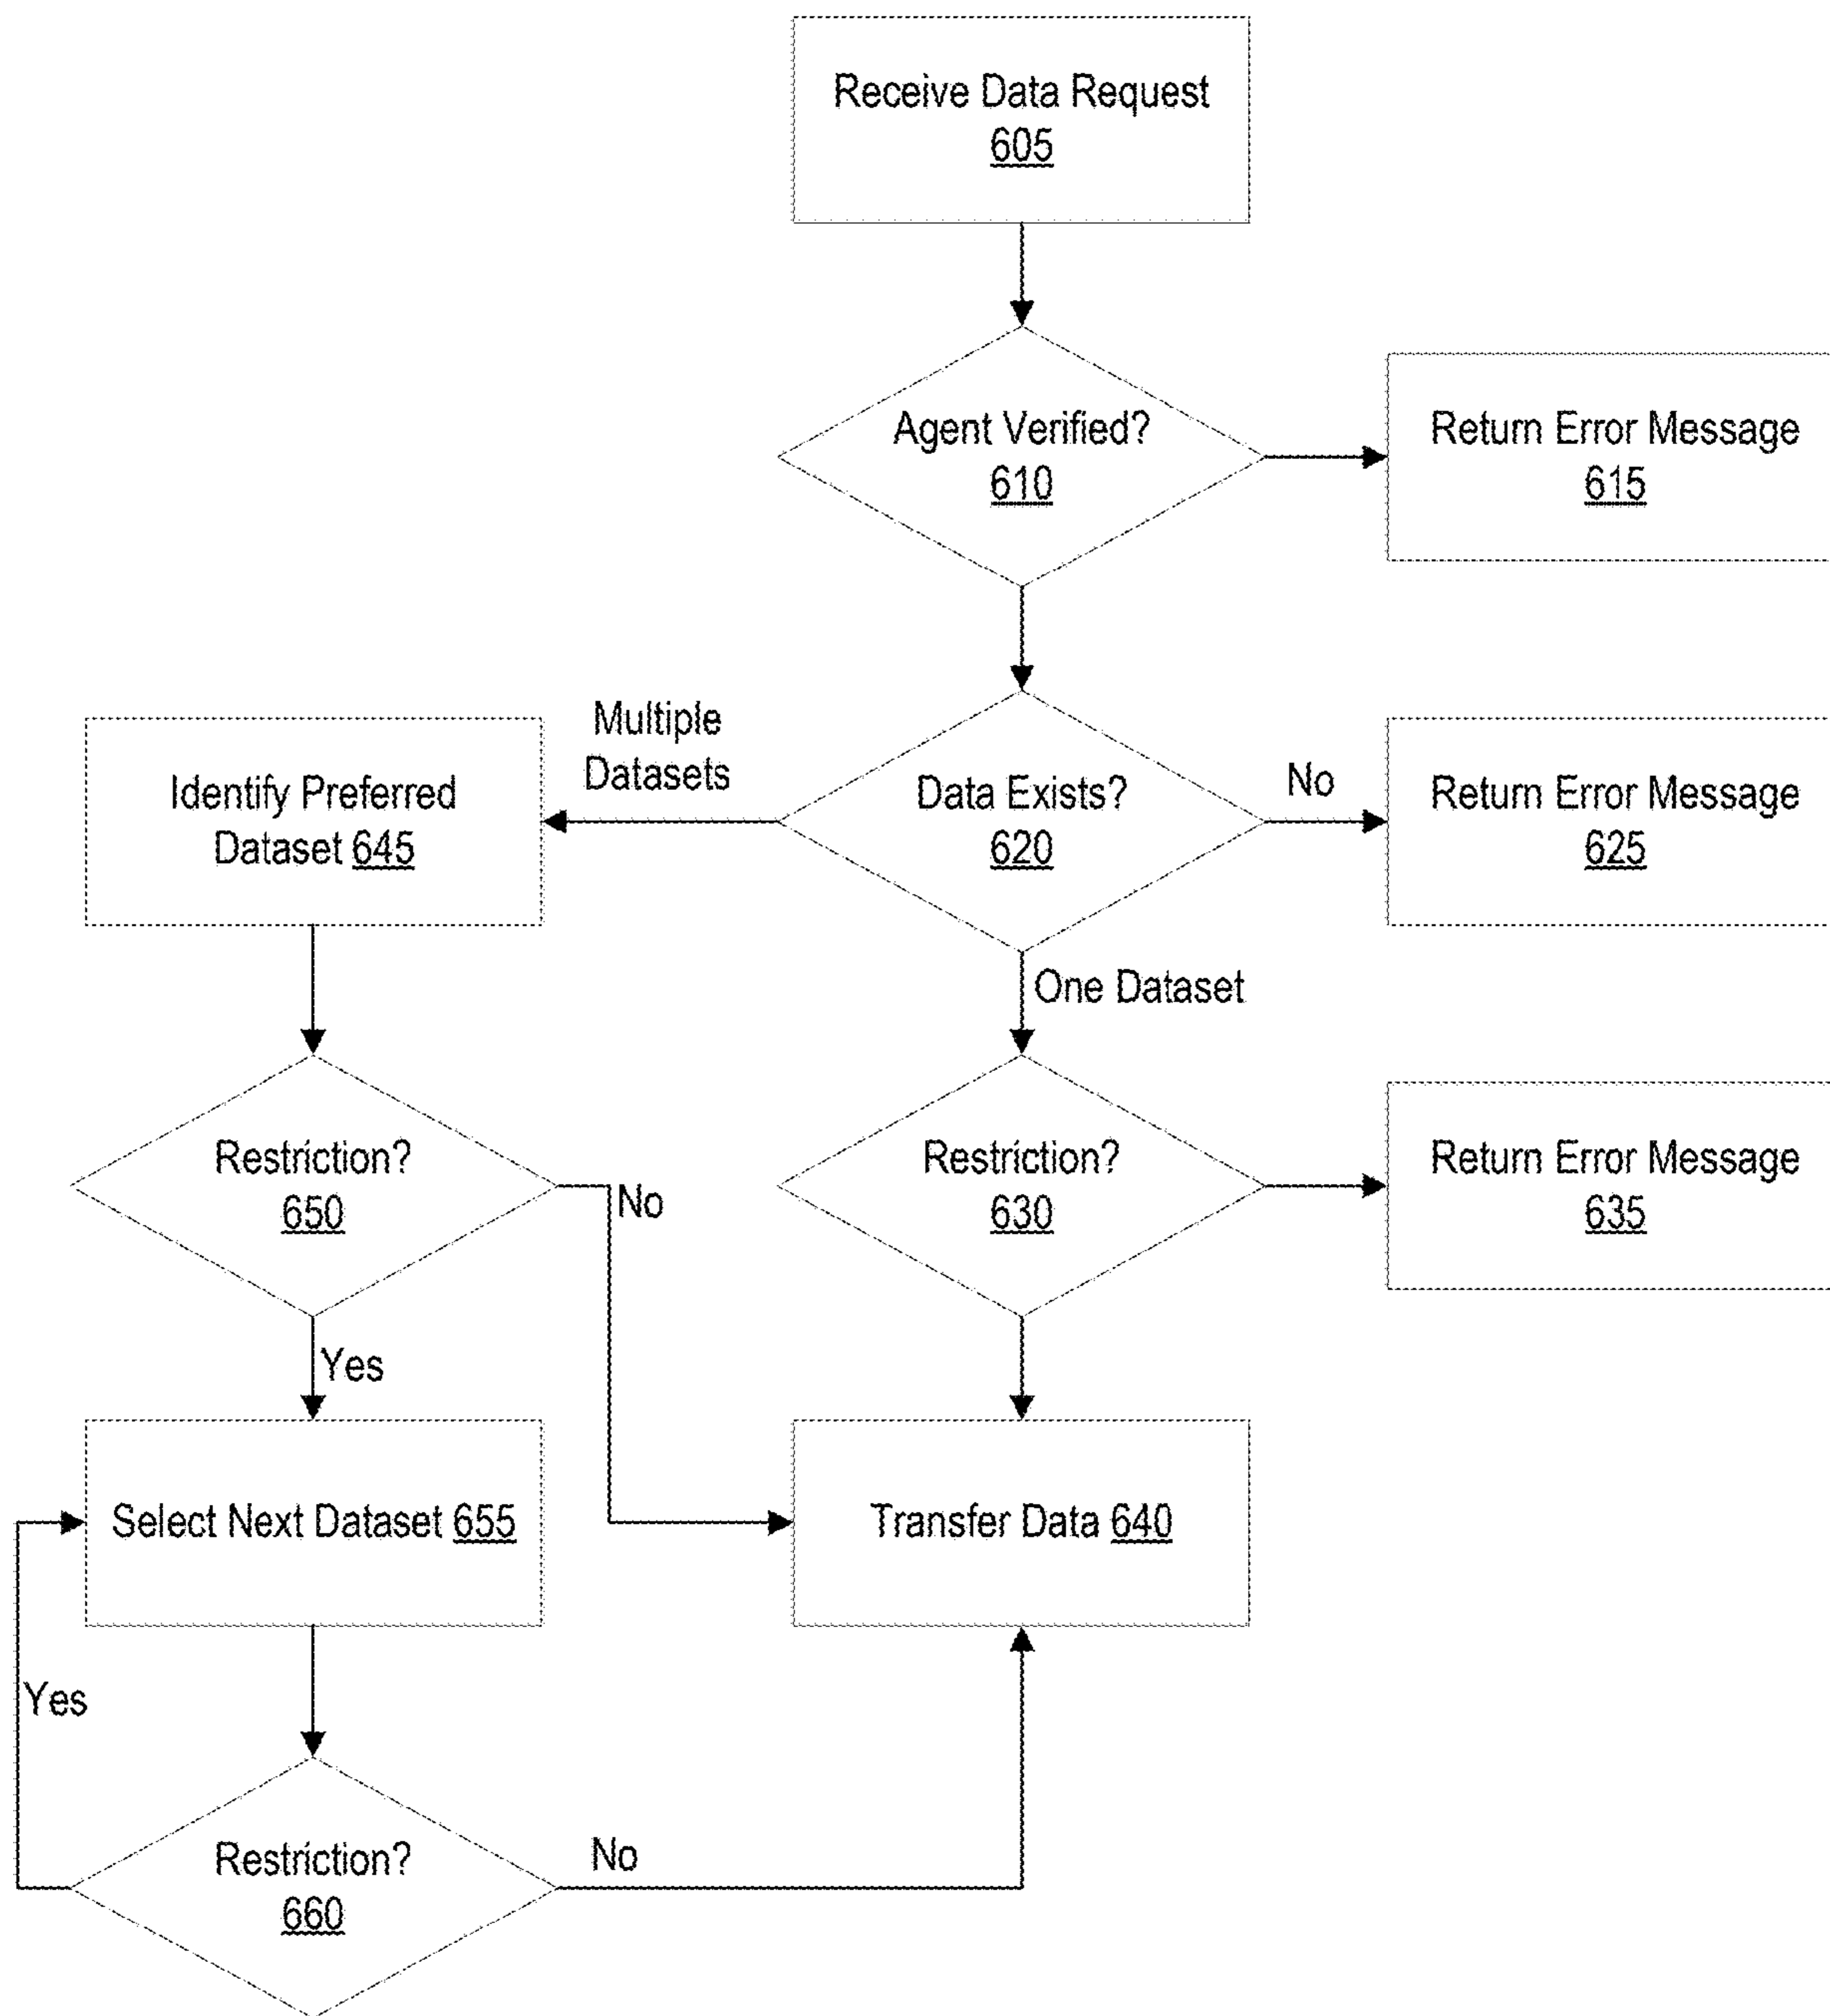 Receive Data Request
605
Agent Verified?
610
Return Error Message
615
Multiple
Datasets
Identify Preferred
Dataset 645
Data Exists?
620
No
Return Error Message
625
One Dataset
Restriction?
650
No
Restriction?
630
Return Error Message
635
Yes
Select Next Dataset 655
Transfer Data 640
Yes
Restriction?
660
No